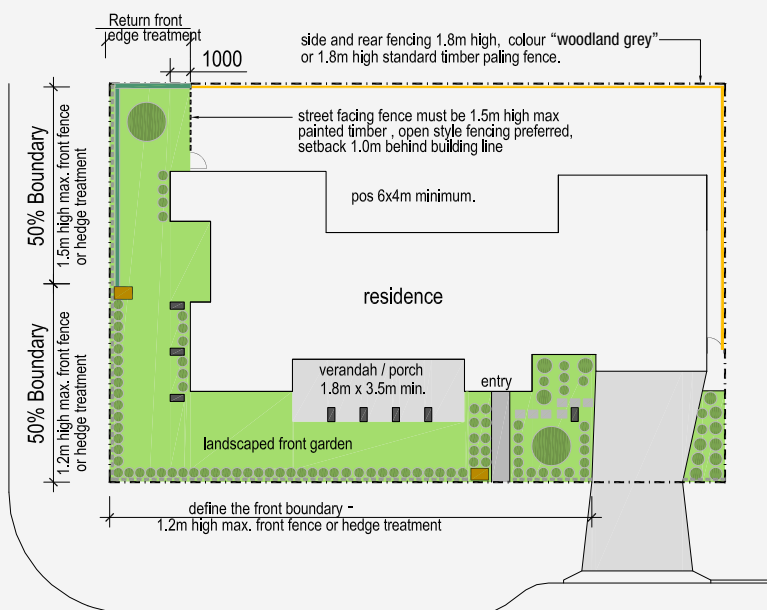 Return front
edge treatment
1000
side and rear fencing 1.8m high, colour “woodland grey”
or 1.8m high standard timber paling fence.
street facing fence must be 1.5m high max
painted timber , open style fencing preferred,
setback 1.0m behind building line
50% Boundary
1.5m high max. front fence
or hedge treatment
pos 6x4m minimum.
residence
50% Boundary
1.2m high max. front fence
or hedge treatment
verandah / porch
1.8m x 3.5m min.
entry
landscaped front garden
define the front boundary -
1.2m high max. front fence or hedge treatment